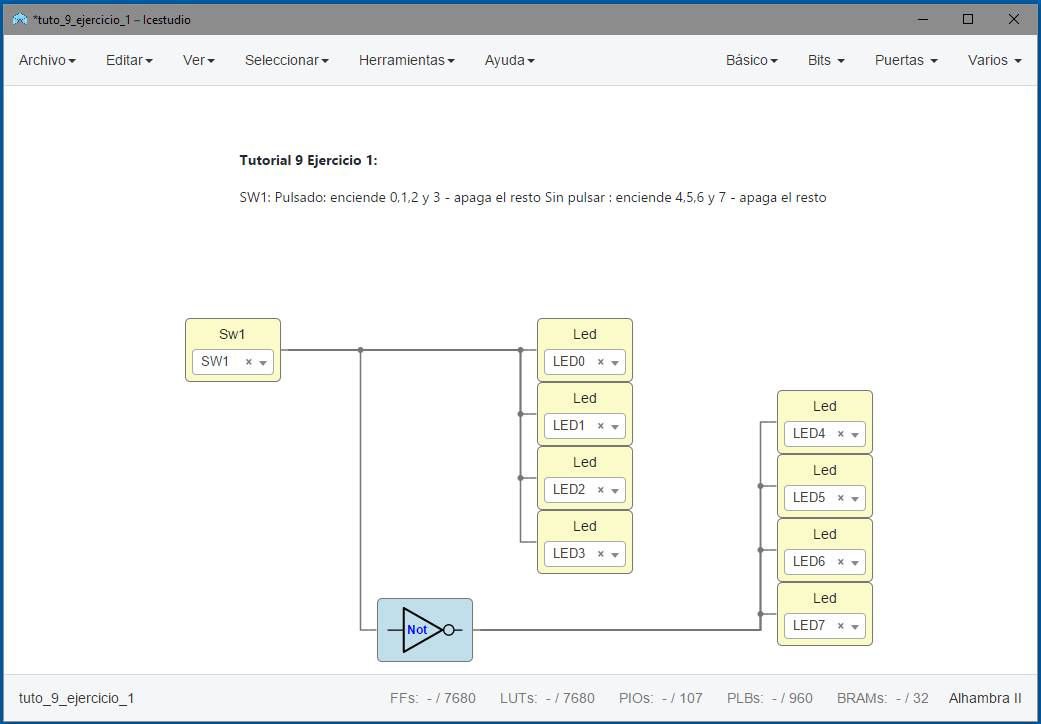 *tuto_9_ejercicio_1 – Icestudio
Archivo Editar Ver Seleccionar Herramientas Ayuda Básico Bits Puertas Varios
Tutorial 9 Ejercicio 1:
SW1: Pulsado: enciende 0,1,2 y 3 - apaga el resto Sin pulsar : enciende 4,5,6 y 7 - apaga el resto
Sw1
SW1 ×
Led
LED0 ×
Led
LED1 ×
Led
LED2 ×
Led
LED3 ×
Led
LED4 ×
Led
LED5 ×
Led
LED6 ×
Led
LED7 ×
Not
tuto_9_ejercicio_1 FFs: - / 7680 LUTs: - / 7680 PIOs: - / 107 PLBs: - / 960 BRAMs: - / 32 Alhambra II